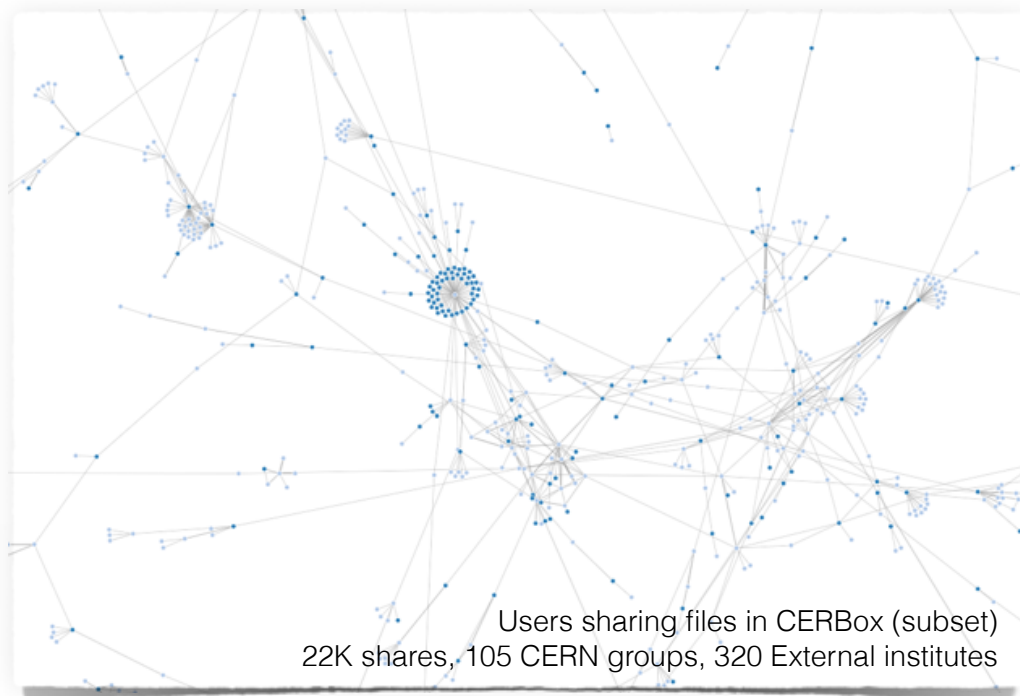 Users sharing files in CERBox (subset)
22K shares, 105 CERN groups, 320 External institutes